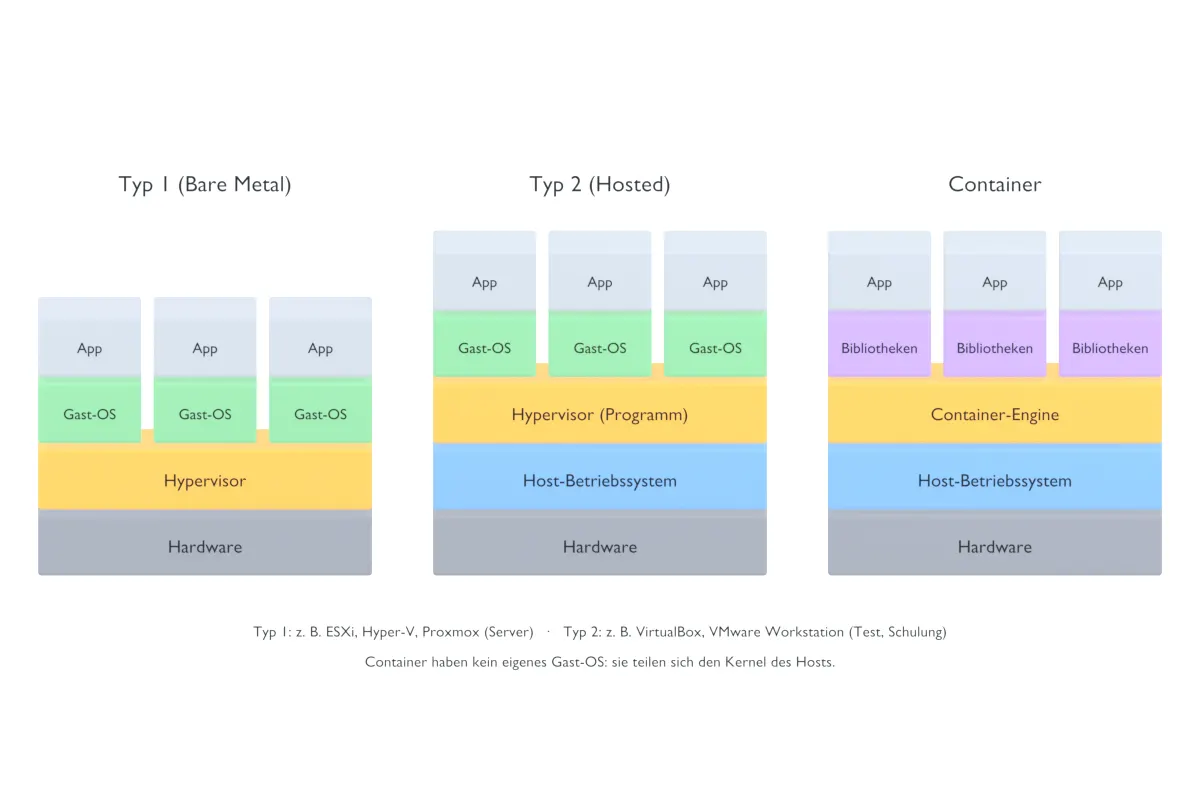 Typ 1 (Bare Metal)
Typ 2 (Hosted)
Container
App
App
App
Gast-OS
Gast-OS
Gast-OS
Hypervisor
Hardware
App
App
App
Gast-OS
Gast-OS
Gast-OS
Hypervisor (Programm)
Host-Betriebssystem
Hardware
App
App
App
Bibliotheken
Bibliotheken
Bibliotheken
Container-Engine
Host-Betriebssystem
Hardware
Typ 1: z. B. ESXi, Hyper-V, Proxmox (Server) · Typ 2: z. B. VirtualBox, VMware Workstation (Test, Schulung)
Container haben kein eigenes Gast-OS: sie teilen sich den Kernel des Hosts.